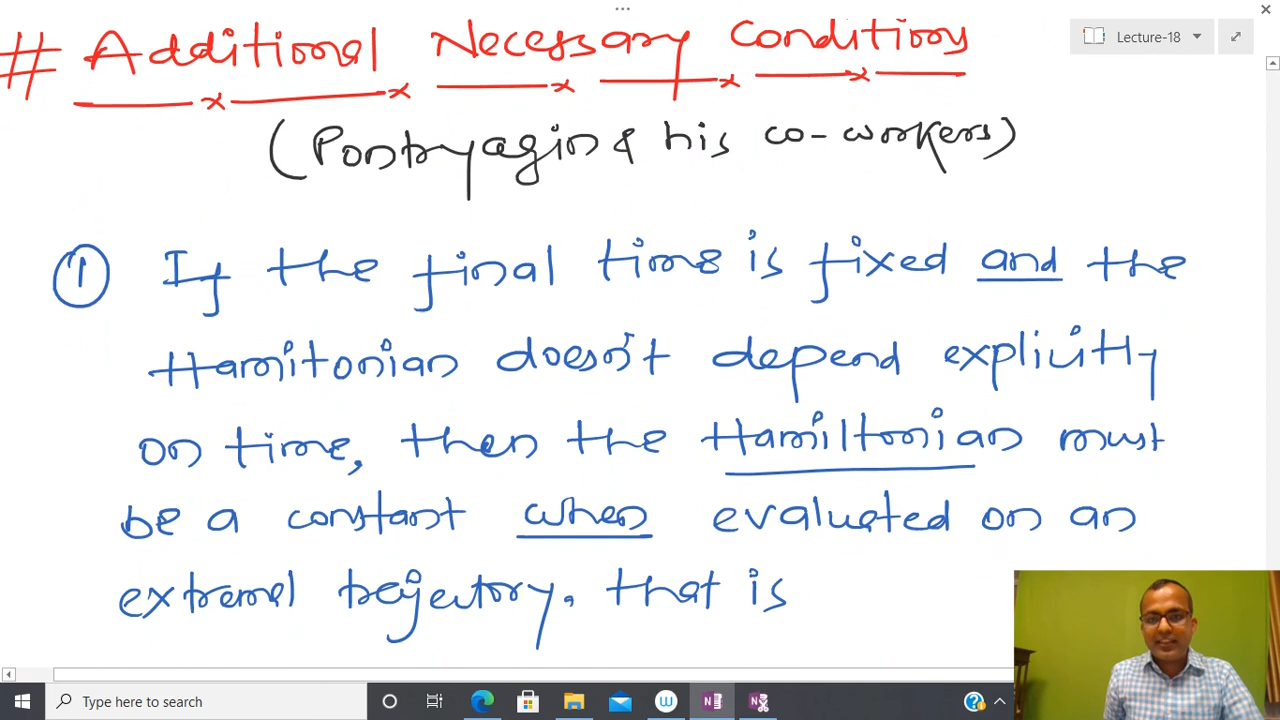 # Additional Necessary Conditions
Lecture-18
(Pontryagin & his co-workers)
① If the final time is fixed and the
Hamitonian doesn't depend explicitly
on time, then the Hamiltonian must
be a constant when evaluated on an
extremal trajectory. That is
Type here to search